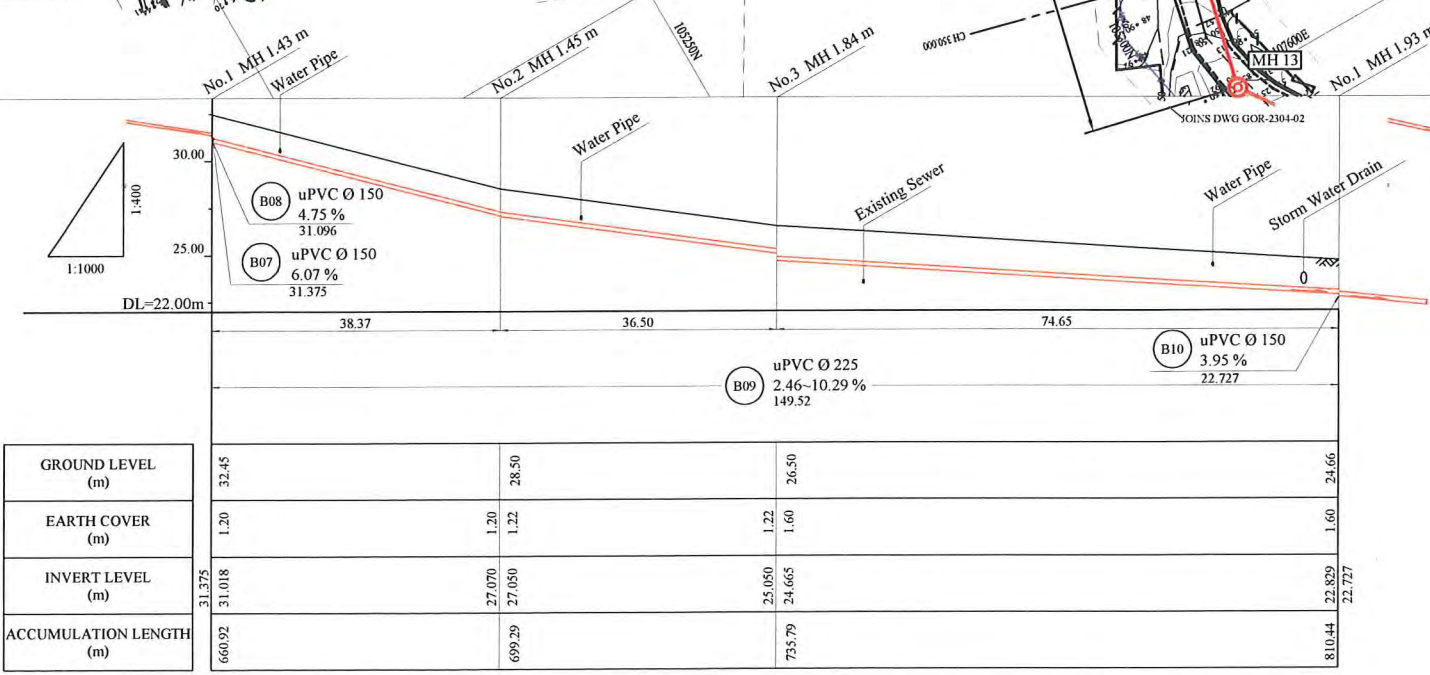 105250N
CH 350.000
107600E
MH 13
JOINS DWG GOR-2304-02
No.1 MH 1.43 m
Water Pipe
No.2 MH 1.45 m
No.3 MH 1.84 m
No.1 MH 1.93 m
Water Pipe
Existing Sewer
Water Pipe
Storm Water Drain
1:400
1:1000
30.00
25.00
DL=22.00m
B08
uPVC Ø 150
4.75 %
31.096
B07
uPVC Ø 150
6.07 %
31.375
38.37
36.50
74.65
B09
uPVC Ø 225
2.46~10.29 %
149.52
B10
uPVC Ø 150
3.95 %
22.727
GROUND LEVEL
(m)
32.45 28.50 26.50 24.66
EARTH COVER
(m)
1.20 1.20 1.22 1.22 1.60 1.60
INVERT LEVEL
(m)
31.375 31.018 27.070 27.050 25.050 24.665 22.829 22.727
ACCUMULATION LENGTH
(m)
660.92 699.29 735.79 810.44